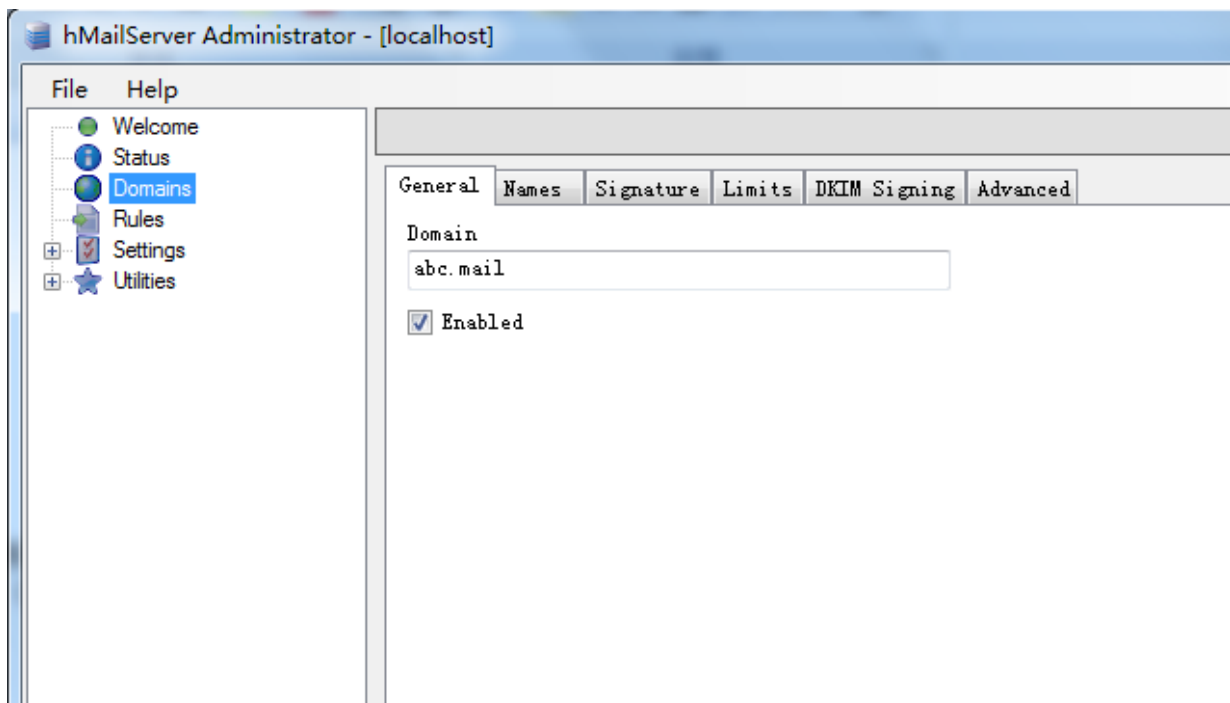 hMailServer Administrator - [localhost]
File Help
Welcome
Status
Domains
Rules
Settings
Utilities
General Names Signature Limits DKIM Signing Advanced
Domain
abc.mail
Enabled